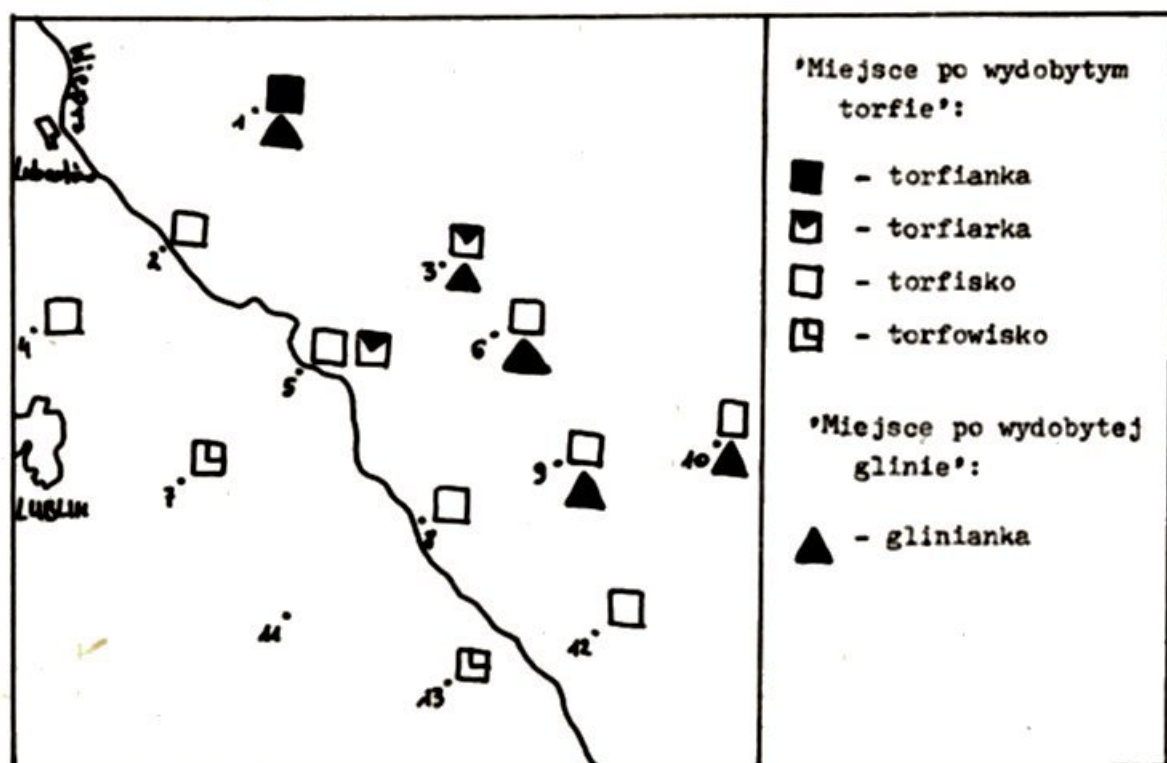 Wieprz
Lubartów
LUBLIN
1
2
3
4
5
6
7
8
9
10
11
12
13
"Miejsce po wydobytym
torfie":
- torfianka
- torfiarka
- torfisko
- torfowisko
"Miejsce po wydobytej
glinie":
- glinianka